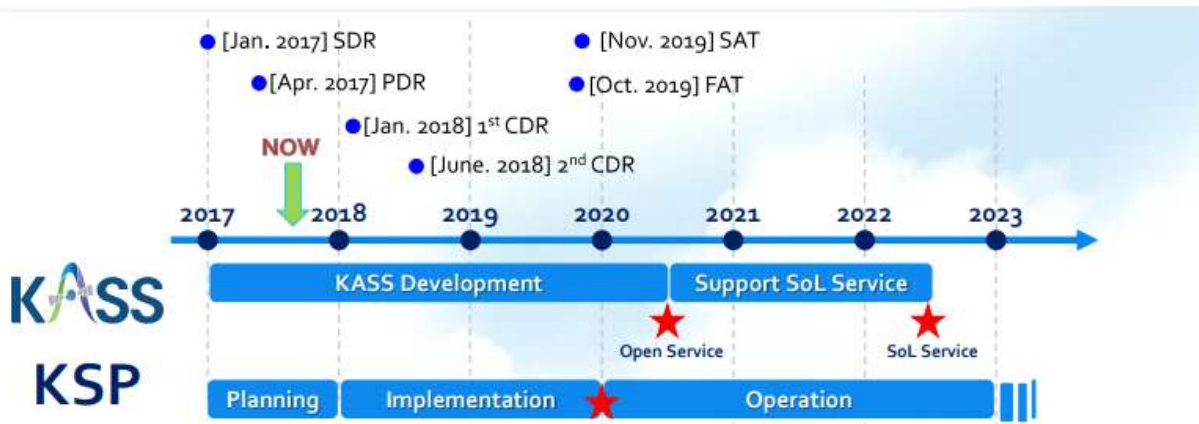 [Jan. 2017] SDR
[Nov. 2019] SAT
[Apr. 2017] PDR
[Oct. 2019] FAT
[Jan. 2018] 1st CDR
NOW
[June. 2018] 2nd CDR
2017 2018 2019 2020 2021 2022 2023
KASS
KASS Development
Support SoL Service
Open Service
SoL Service
KSP
Planning
Implementation
Operation